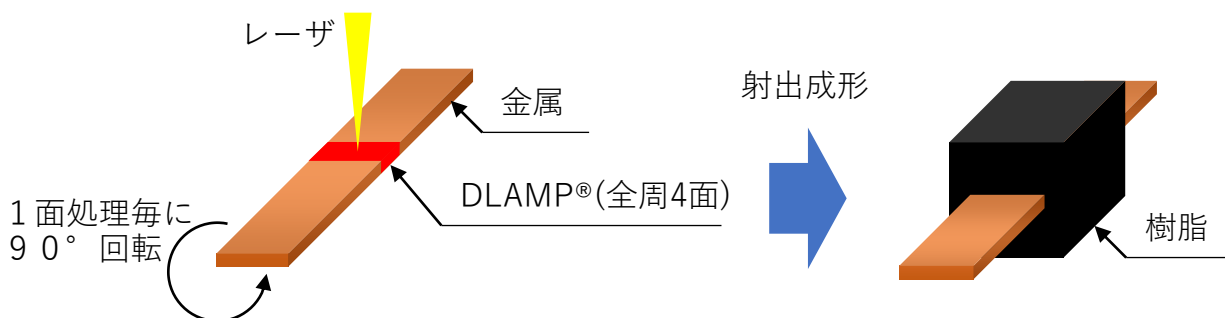 レーザ
金属
DLAMP®(全周4面)
１面処理毎に
９０°回転
射出成形
樹脂